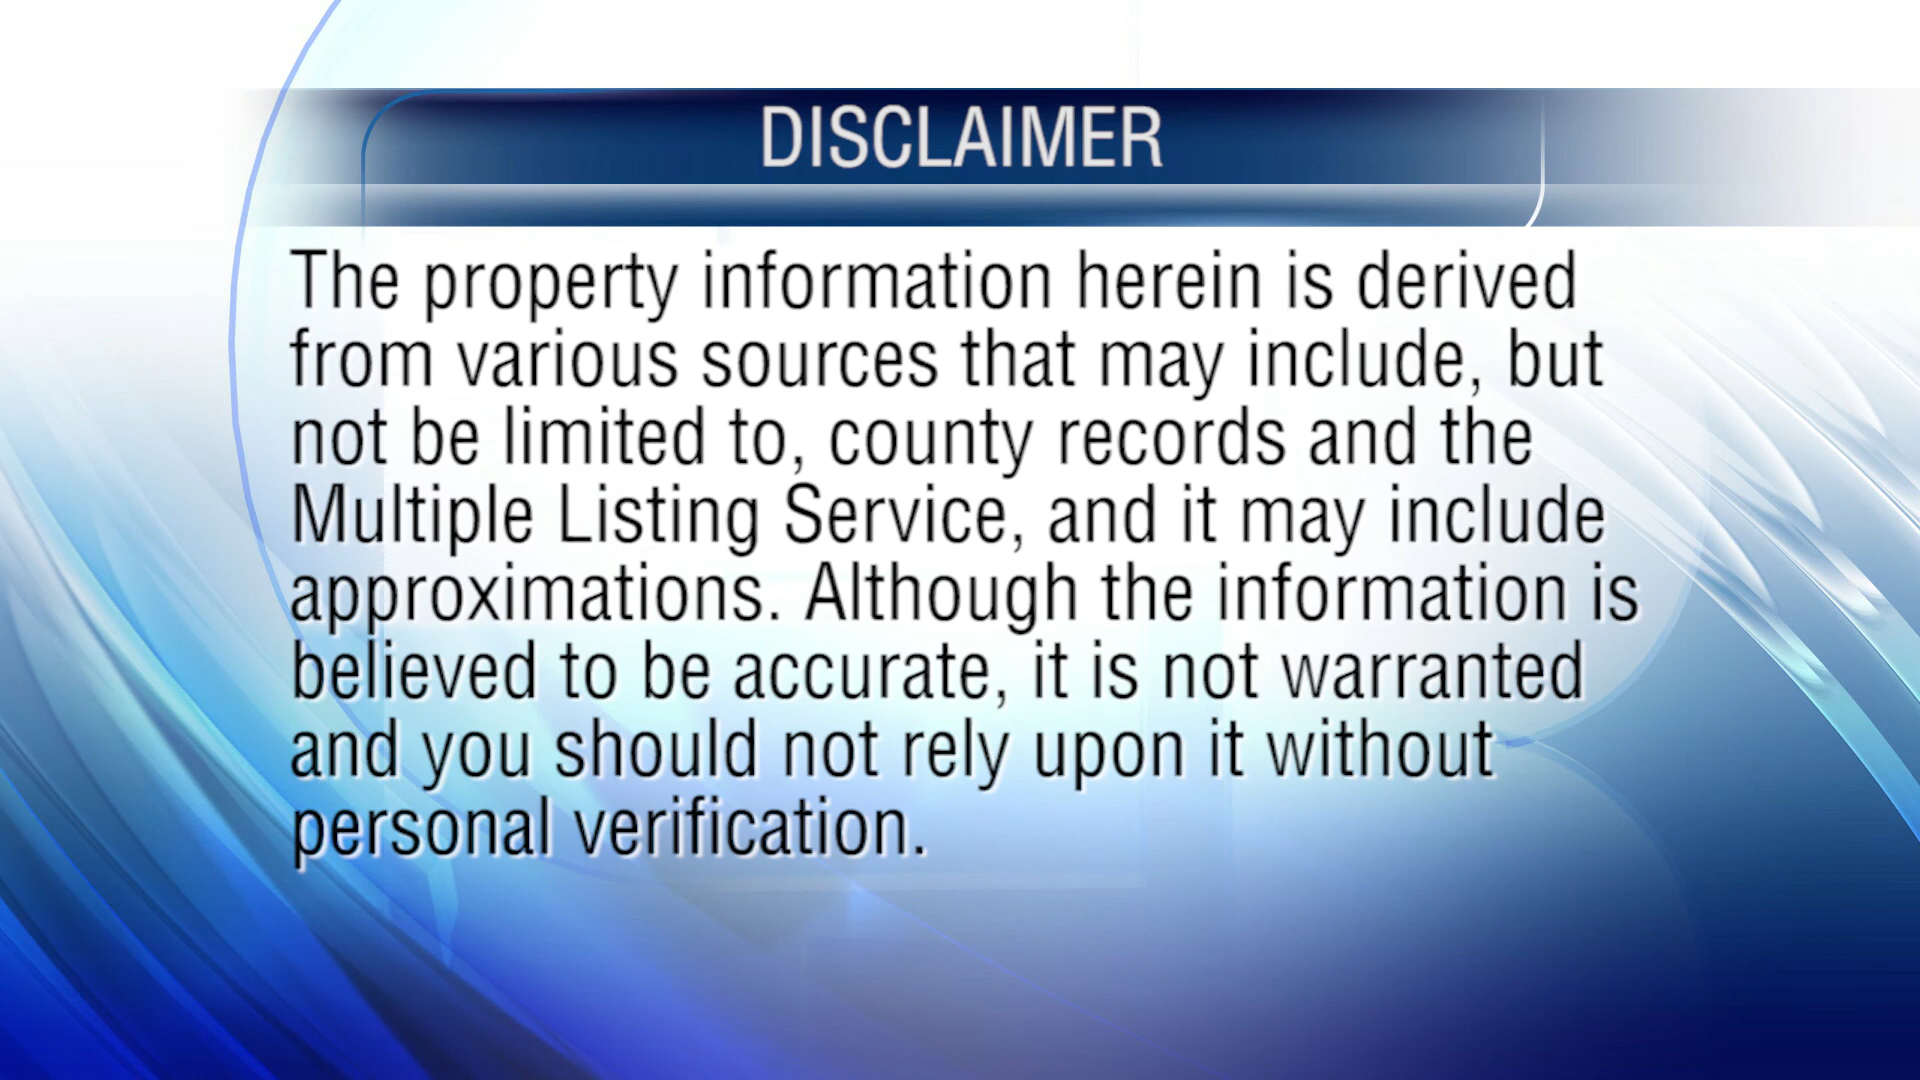 DISCLAIMER
The property information herein is derived
from various sources that may include, but
not be limited to, county records and the
Multiple Listing Service, and it may include
approximations. Although the information is
believed to be accurate, it is not warranted
and you should not rely upon it without
personal verification.